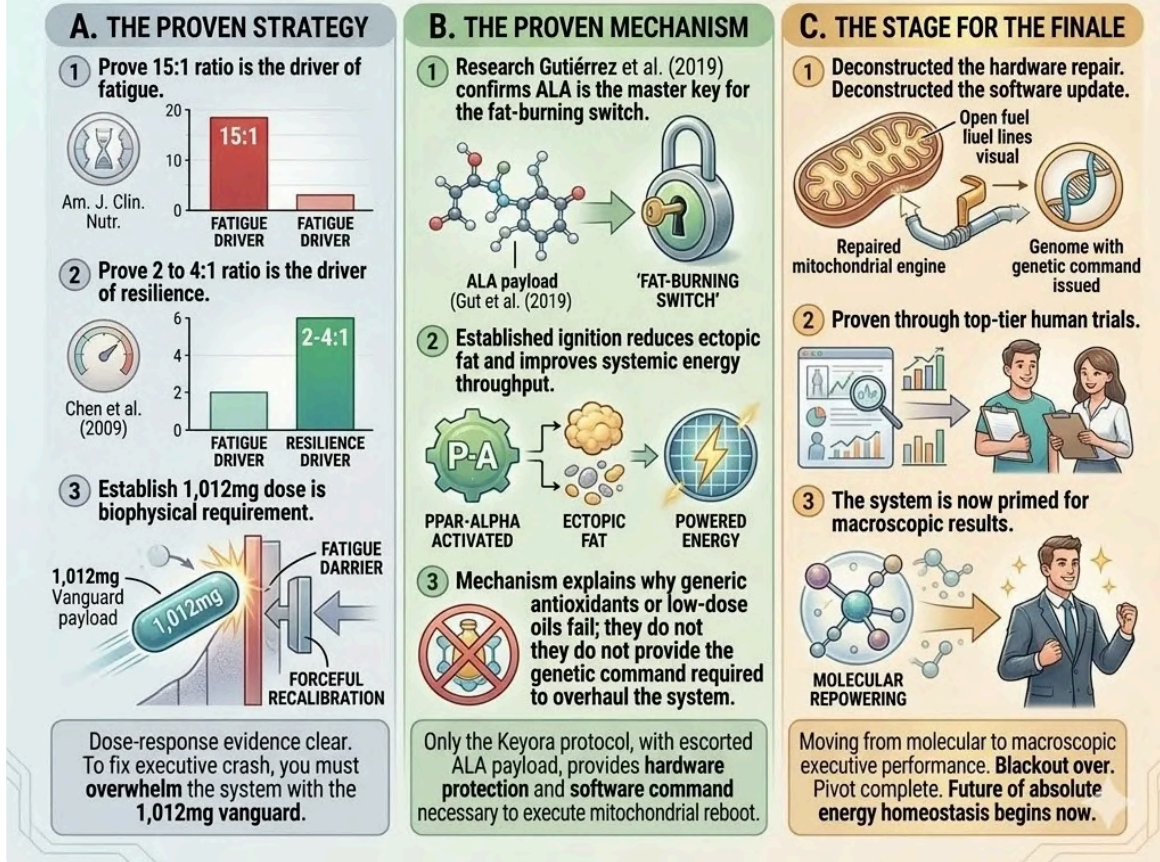 A. THE PROVEN STRATEGY
1 Prove 15:1 ratio is the driver of
fatigue.
Am. J. Clin.
Nutr.
20
10
0
15:1
FATIGUE
DRIVER
FATIGUE
DRIVER
2 Prove 2 to 4:1 ratio is the driver
of resilience.
Chen et al.
(2009)
6
4
2
0
2-4:1
FATIGUE
DRIVER
RESILIENCE
DRIVER
3 Establish 1,012mg dose is
biophysical requirement.
1,012mg
Vanguard
payload
1,012mg
FATIGUE
DARRIER
FORCEFUL
RECALIBRATION
Dose-response evidence clear.
To fix executive crash, you must
overwhelm the system with the
1,012mg vanguard.
B. THE PROVEN MECHANISM
1 Research Gutiérrez et al. (2019)
confirms ALA is the master key for
the fat-burning switch.
ALA payload
(Gut et al. (2019)
'FAT-BURNING
SWITCH'
2 Established ignition reduces ectopic
fat and improves systemic energy
throughput.
P-A
PPAR-ALPHA
ACTIVATED
ECTOPIC
FAT
POWERED
ENERGY
3 Mechanism explains why generic
antioxidants or low-dose
oils fail; they do not
they do not provide the
genetic command required
to overhaul the system.
Only the Keyora protocol, with escorted
ALA payload, provides hardware
protection and software command
necessary to execute mitochondrial reboot.
C. THE STAGE FOR THE FINALE
1 Deconstructed the hardware repair.
Deconstructed the software update.
Open fuel
liuel lines
visual
Repaired
mitochondrial engine
Genome with
genetic command
issued
2 Proven through top-tier human trials.
3 The system is now primed for
macroscopic results.
MOLECULAR
REPOWERING
Moving from molecular to macroscopic
executive performance. Blackout over.
Pivot complete. Future of absolute
energy homeostasis begins now.